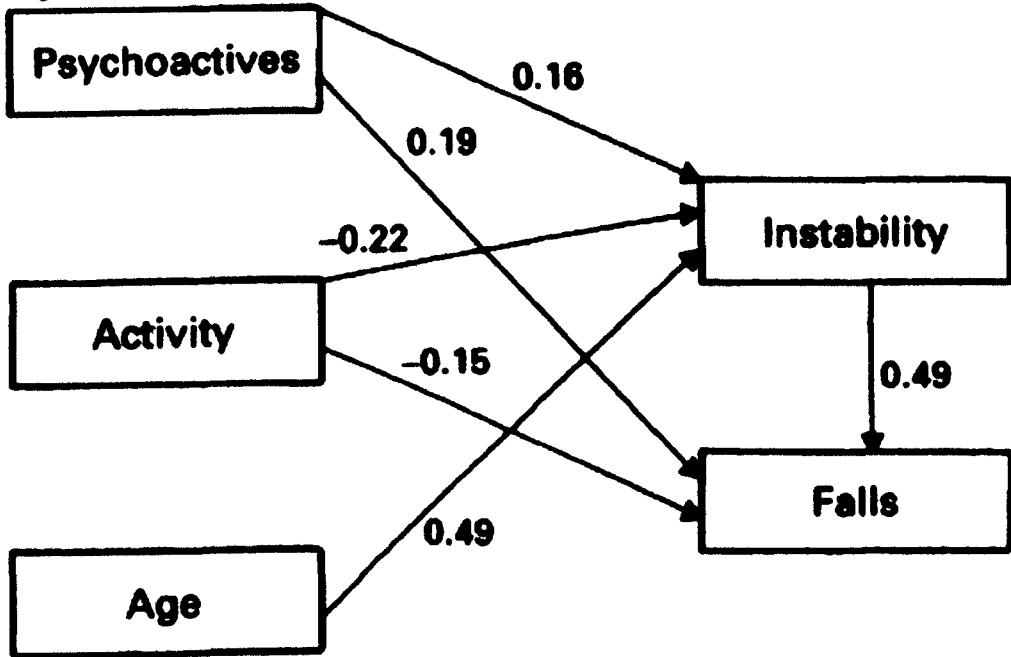 Psychoactives
0.16
0.19
Instability
–0.22
Activity
–0.15
0.49
Falls
0.49
Age